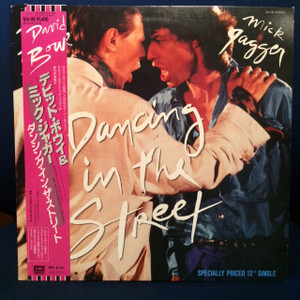 David
Bowie
mick
Jagger
Dancing
in the
Street
SPECIALLY PRICED 12" SINGLE
デビッド・ボウイ&
ミック・ジャガー
ダンシング・イン・ザ・ストリート
EMI